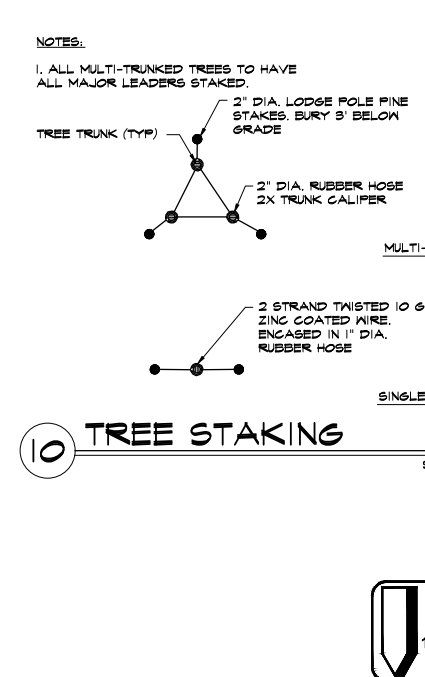 NOTES:
1. ALL MULTI-TRUNKED TREES TO HAVE
ALL MAJOR LEADERS STAKED.
2" DIA. LODGE POLE PINE
STAKES. BURY 3' BELOW
GRADE
TREE TRUNK (TYP)
2" DIA. RUBBER HOSE
2X TRUNK CALIPER
MULTI-
2 STRAND TWISTED 10 G
ZINC COATED WIRE.
ENCASED IN 1" DIA.
RUBBER HOSE
SINGLE
10 TREE STAKING